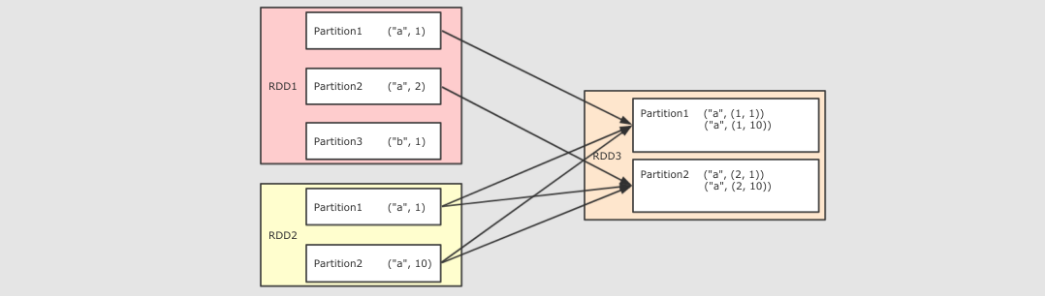 RDD1
Partition1 ("a", 1)
Partition2 ("a", 2)
Partition3 ("b", 1)
RDD2
Partition1 ("a", 1)
Partition2 ("a", 10)
RDD3
Partition1 ("a", (1, 1))
("a", (1, 10))
Partition2 ("a", (2, 1))
("a", (2, 10))